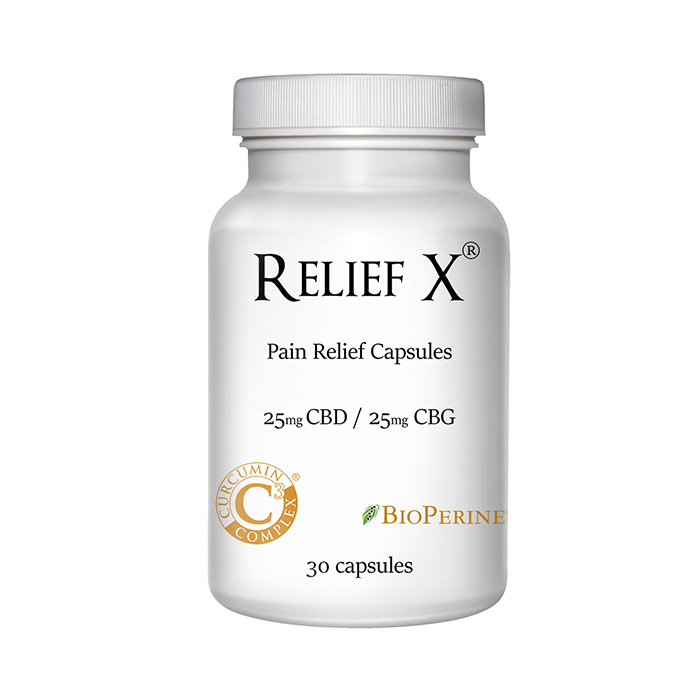 RELIEF X®
Pain Relief Capsules
25mg CBD / 25mg CBG
CURCUMIN
C3
COMPLEX®
BIOPERINE®
30 capsules